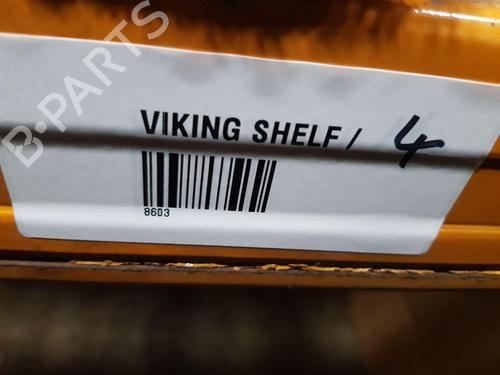 VIKING SHELF / 4
8603
B-PARTS